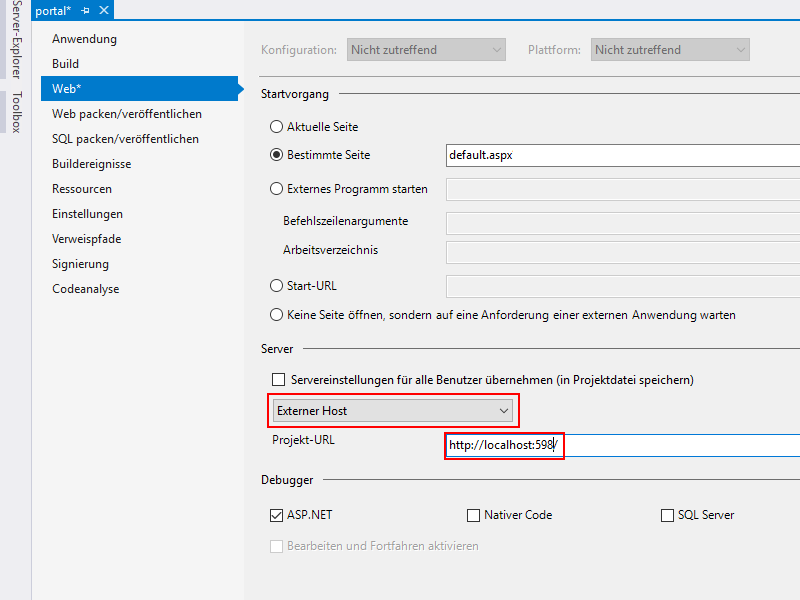 Server-Explorer
Toolbox
portal*
Anwendung
Build
Web*
Web packen/veröffentlichen
SQL packen/veröffentlichen
Buildereignisse
Ressourcen
Einstellungen
Verweispfade
Signierung
Codeanalyse
Konfiguration: Nicht zutreffend Plattform: Nicht zutreffend
Startvorgang
Aktuelle Seite
Bestimmte Seite default.aspx
Externes Programm starten
Befehlszeilenargumente
Arbeitsverzeichnis
Start-URL
Keine Seite öffnen, sondern auf eine Anforderung einer externen Anwendung warten
Server
Servereinstellungen für alle Benutzer übernehmen (in Projektdatei speichern)
Externer Host
Projekt-URL http://localhost:598/
Debugger
ASP.NET Nativer Code SQL Server
Bearbeiten und Fortfahren aktivieren